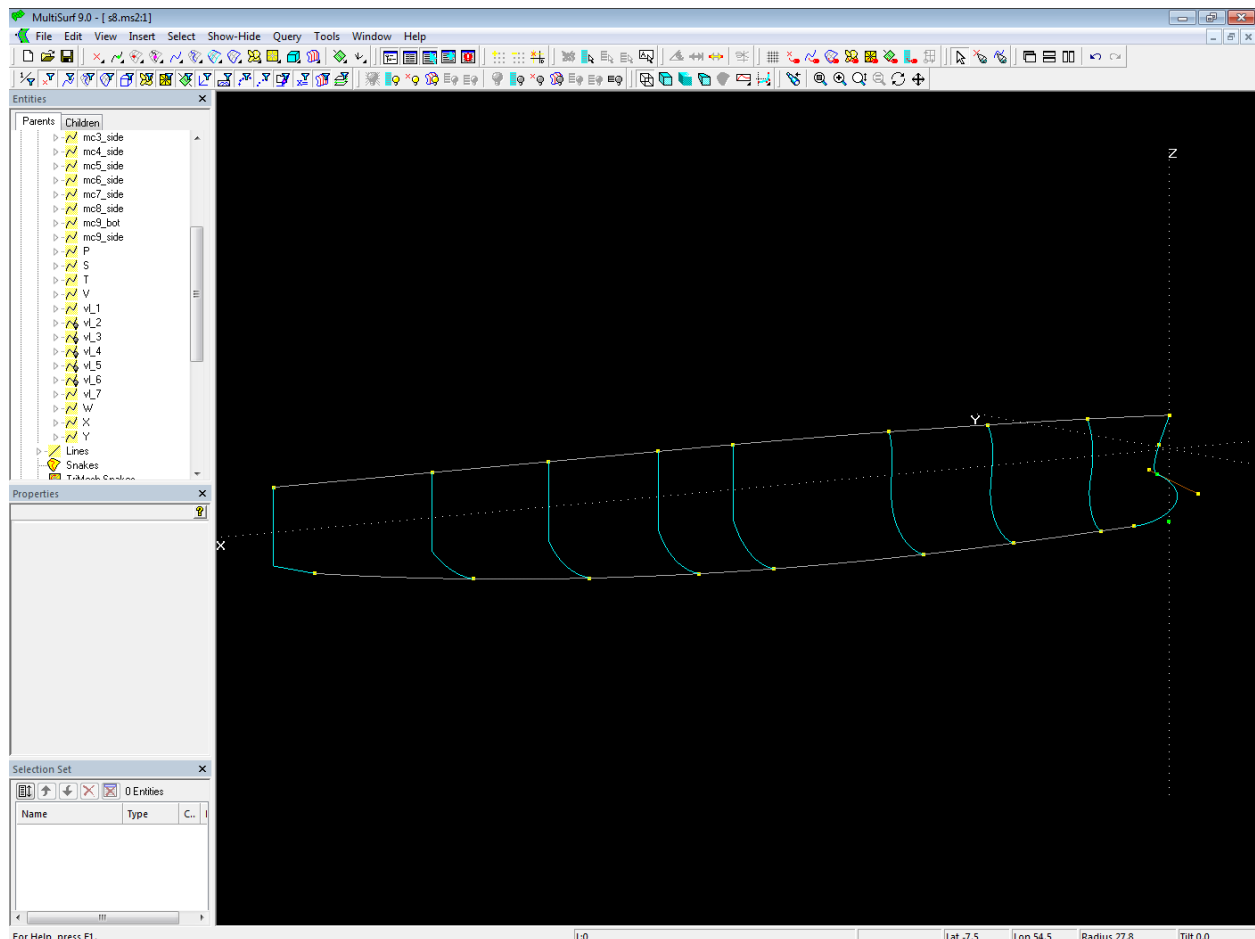 MultiSurf 9.0 - [ s8.ms2:1]
File Edit View Insert Select Show-Hide Query Tools Window Help
Entities
Parents Children
mc3_side
mc4_side
mc5_side
mc6_side
mc7_side
mc8_side
mc9_bot
mc9_side
P
S
T
V
vl_1
vl_2
vl_3
vl_4
vl_5
vl_6
vl_7
W
X
Y
Lines
Snakes
TriMesh Snakes
Properties
Selection Set
0 Entities
Name Type C..
Z
Y
X
For Help, press F1. Lat -7.5 Lon 54.5 Radius 27.8 Tilt 0.0